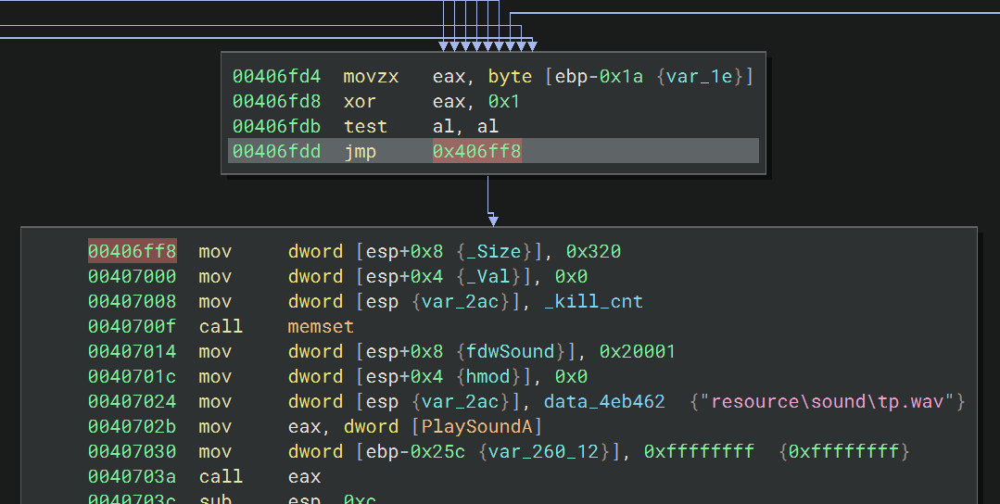 00406fd4 movzx eax, byte [ebp-0x1a {var_1e}]
00406fd8 xor eax, 0x1
00406fdb test al, al
00406fdd jmp 0x406ff8
00406ff8 mov dword [esp+0x8 {_Size}], 0x320
00407000 mov dword [esp+0x4 {_Val}], 0x0
00407008 mov dword [esp {var_2ac}], _kill_cnt
0040700f call memset
00407014 mov dword [esp+0x8 {fdwSound}], 0x20001
0040701c mov dword [esp+0x4 {hmod}], 0x0
00407024 mov dword [esp {var_2ac}], data_4eb462 {"resource\sound\tp.wav"}
0040702b mov eax, dword [PlaySoundA]
00407030 mov dword [ebp-0x25c {var_260_12}], 0xffffffff {0xffffffff}
0040703a call eax
0040703c sub esp, 0xc